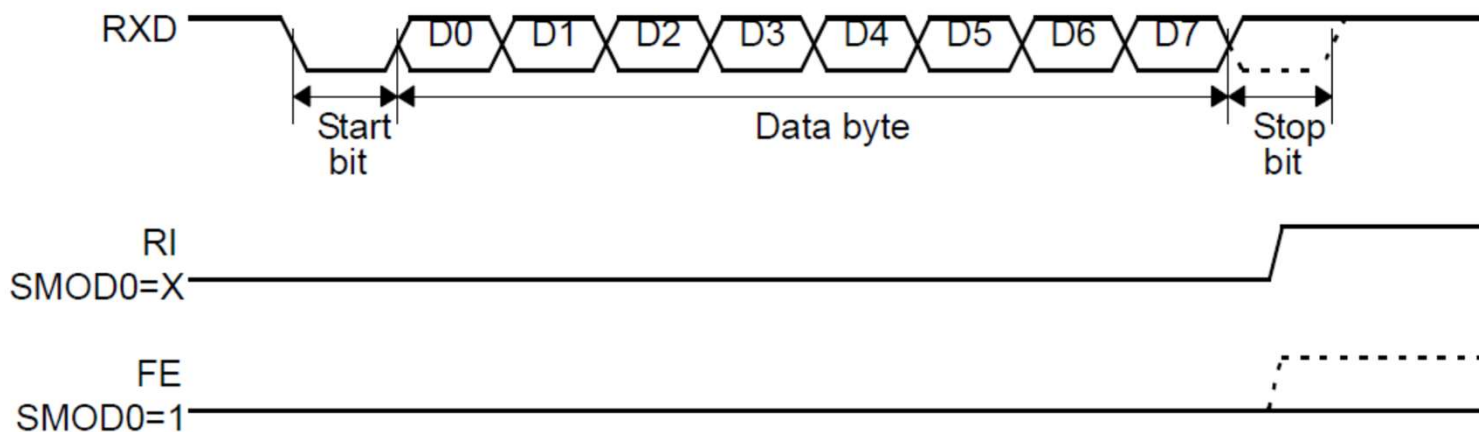 RXD D0 D1 D2 D3 D4 D5 D6 D7
Start Data byte Stop
bit bit
RI
SMOD0=X
FE
SMOD0=1